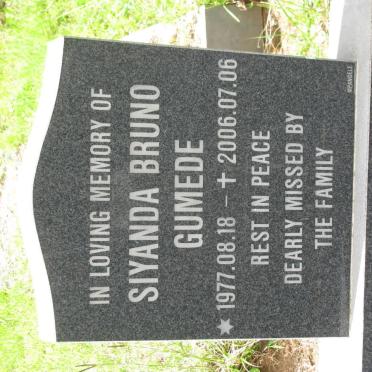 IN LOVING MEMORY OF
SIYANDA BRUNO
GUMEDE
✶1977.08.18 – ✝ 2006.07.06
REST IN PEACE
DEARLY MISSED BY
THE FAMILY